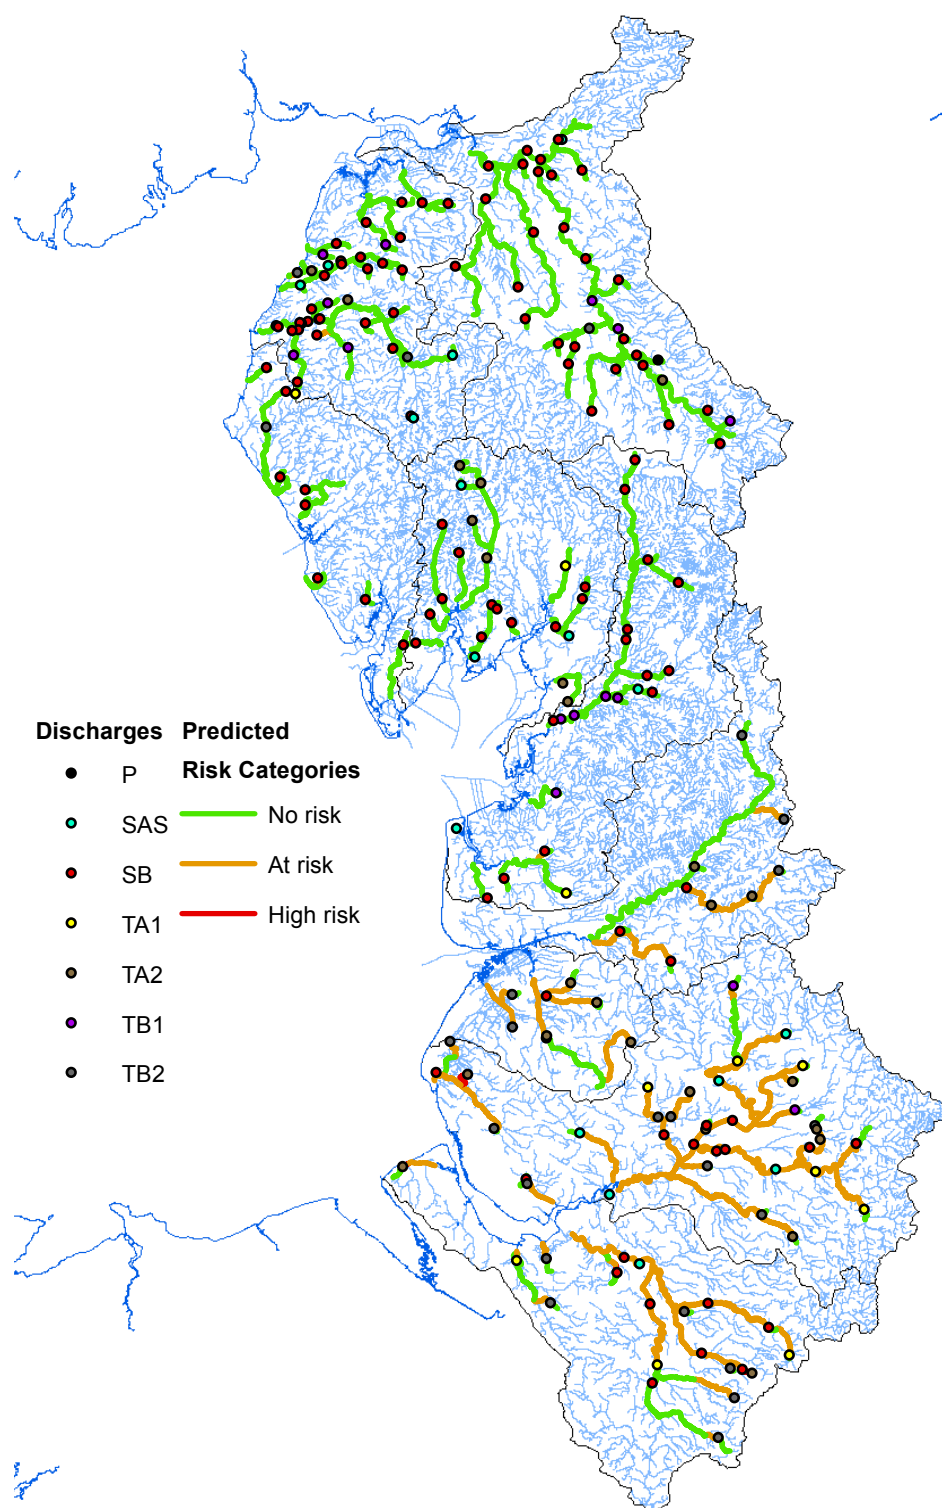 Discharges Predicted
Risk Categories
P
SAS
No risk
SB
At risk
TA1
High risk
TA2
TB1
TB2